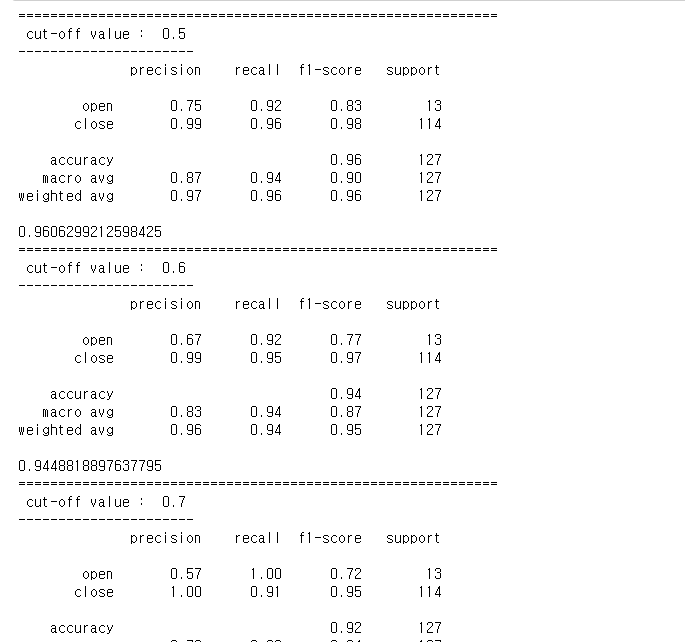 ============================================================
cut-off value :  0.5
----------------------
precision recall f1-score support
open 0.75 0.92 0.83 13
close 0.99 0.96 0.98 114
accuracy 0.96 127
macro avg 0.87 0.94 0.90 127
weighted avg 0.97 0.96 0.96 127
0.9606299212598425
============================================================
cut-off value :  0.6
----------------------
precision recall f1-score support
open 0.67 0.92 0.77 13
close 0.99 0.95 0.97 114
accuracy 0.94 127
macro avg 0.83 0.94 0.87 127
weighted avg 0.96 0.94 0.95 127
0.9448818897637795
============================================================
cut-off value :  0.7
----------------------
precision recall f1-score support
open 0.57 1.00 0.72 13
close 1.00 0.91 0.95 114
accuracy 0.92 127